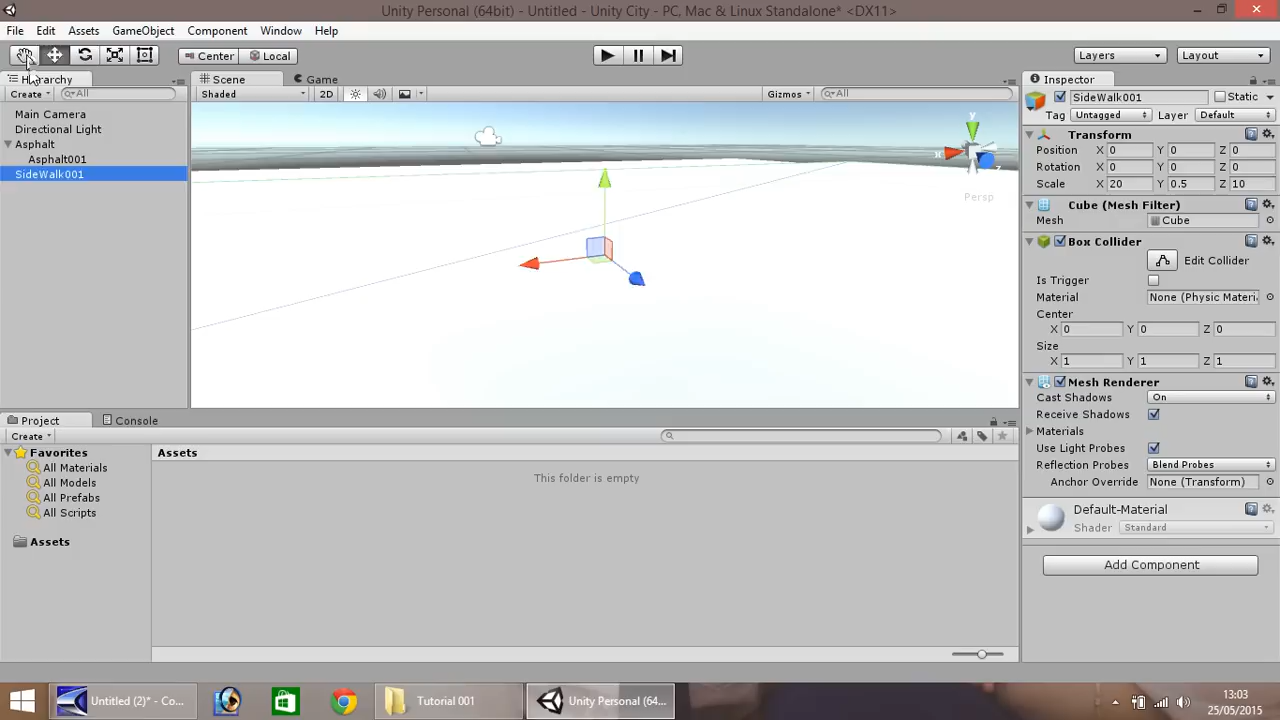 Unity Personal (64bit) - Untitled - Unity City - PC, Mac & Linux Standalone* <DX11>
File Edit Assets GameObject Component Window Help
Center Local Layers Layout
Hierarchy
Create All
Main Camera
Directional Light
Asphalt
Asphalt001
SideWalk001
Scene Game
Shaded 2D Gizmos All
y
x
z
Persp
Inspector
SideWalk001 Static
Tag Untagged Layer Default
Transform
Position X 0 Y 0 Z 0
Rotation X 0 Y 0 Z 0
Scale X 20 Y 0.5 Z 10
Cube (Mesh Filter)
Mesh Cube
Box Collider
Edit Collider
Is Trigger
Material None (Physic Materi
Center
X 0 Y 0 Z 0
Size
X 1 Y 1 Z 1
Mesh Renderer
Cast Shadows On
Receive Shadows
Materials
Use Light Probes
Reflection Probes Blend Probes
Anchor Override None (Transform)
Default-Material
Shader Standard
Add Component
Project Console
Create
Favorites
All Materials
All Models
All Prefabs
All Scripts
Assets
Assets
This folder is empty
Untitled (2)* - Co...
Tutorial 001
Unity Personal (64...
13:03
25/05/2015